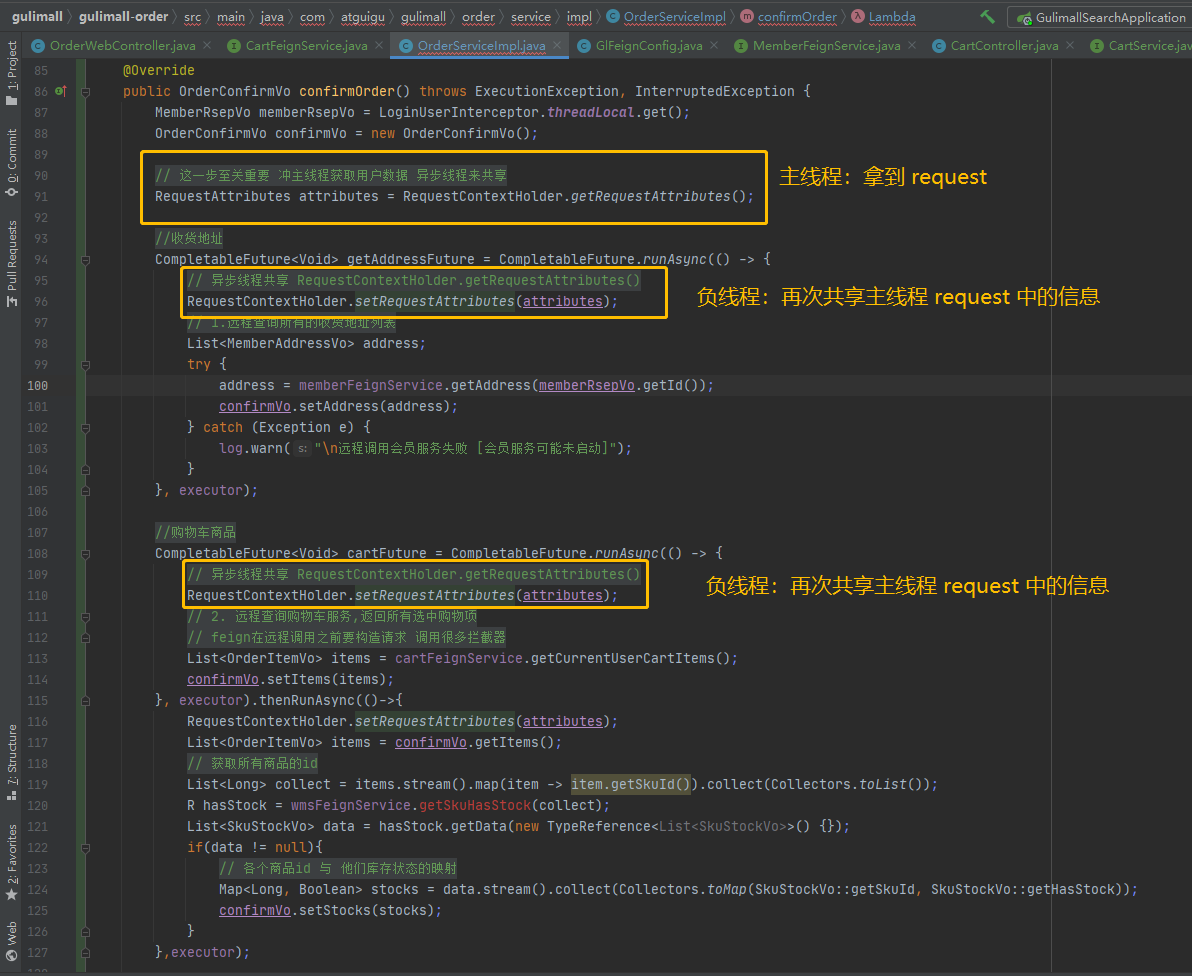 gulimall gulimall-order src main java com atguigu gulimall order service impl OrderServiceImpl confirmOrder Lambda GulimallSearchApplication
OrderWebController.java CartFeignService.java OrderServiceImpl.java GlFeignConfig.java MemberFeignService.java CartController.java CartService.jav
1: Project
0: Commit
Pull Requests
7: Structure
2: Favorites
Web
85 @Override
86 public OrderConfirmVo confirmOrder() throws ExecutionException, InterruptedException {
87 MemberRsepVo memberRsepVo = LoginUserInterceptor.threadLocal.get();
88 OrderConfirmVo confirmVo = new OrderConfirmVo();
89
90 // 这一步至关重要 冲主线程获取用户数据 异步线程来共享
主线程：拿到 request
91 RequestAttributes attributes = RequestContextHolder.getRequestAttributes();
92
93 //收货地址
94 CompletableFuture<Void> getAddressFuture = CompletableFuture.runAsync(() -> {
95 // 异步线程共享 RequestContextHolder.getRequestAttributes()
负线程：再次共享主线程 request 中的信息
96 RequestContextHolder.setRequestAttributes(attributes);
97 // 1.远程查询所有的收货地址列表
98 List<MemberAddressVo> address;
99 try {
100 address = memberFeignService.getAddress(memberRsepVo.getId());
101 confirmVo.setAddress(address);
102 } catch (Exception e) {
103 log.warn( s: "\n远程调用会员服务失败 [会员服务可能未启动]");
104 }
105 }, executor);
106
107 //购物车商品
108 CompletableFuture<Void> cartFuture = CompletableFuture.runAsync(() -> {
109 // 异步线程共享 RequestContextHolder.getRequestAttributes()
负线程：再次共享主线程 request 中的信息
110 RequestContextHolder.setRequestAttributes(attributes);
111 // 2. 远程查询购物车服务,返回所有选中购物项
112 // feign在远程调用之前要构造请求 调用很多拦截器
113 List<OrderItemVo> items = cartFeignService.getCurrentUserCartItems();
114 confirmVo.setItems(items);
115 }, executor).thenRunAsync(()->{
116 RequestContextHolder.setRequestAttributes(attributes);
117 List<OrderItemVo> items = confirmVo.getItems();
118 // 获取所有商品的id
119 List<Long> collect = items.stream().map(item -> item.getSkuId()).collect(Collectors.toList());
120 R hasStock = wmsFeignService.getSkuHasStock(collect);
121 List<SkuStockVo> data = hasStock.getData(new TypeReference<List<SkuStockVo>>() {});
122 if(data != null){
123 // 各个商品id 与 他们库存状态的映射
124 Map<Long, Boolean> stocks = data.stream().collect(Collectors.toMap(SkuStockVo::getSkuId, SkuStockVo::getHasStock));
125 confirmVo.setStocks(stocks);
126 }
127 },executor);